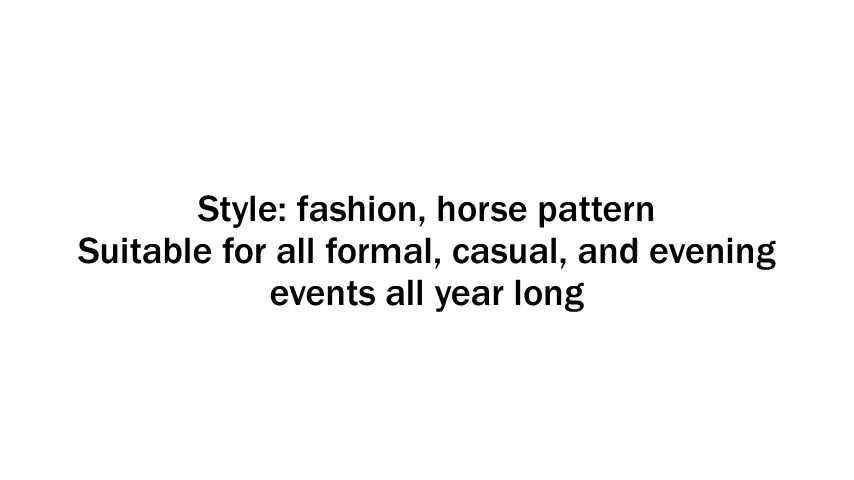 Style: fashion, horse pattern
Suitable for all formal, casual, and evening
events all year long